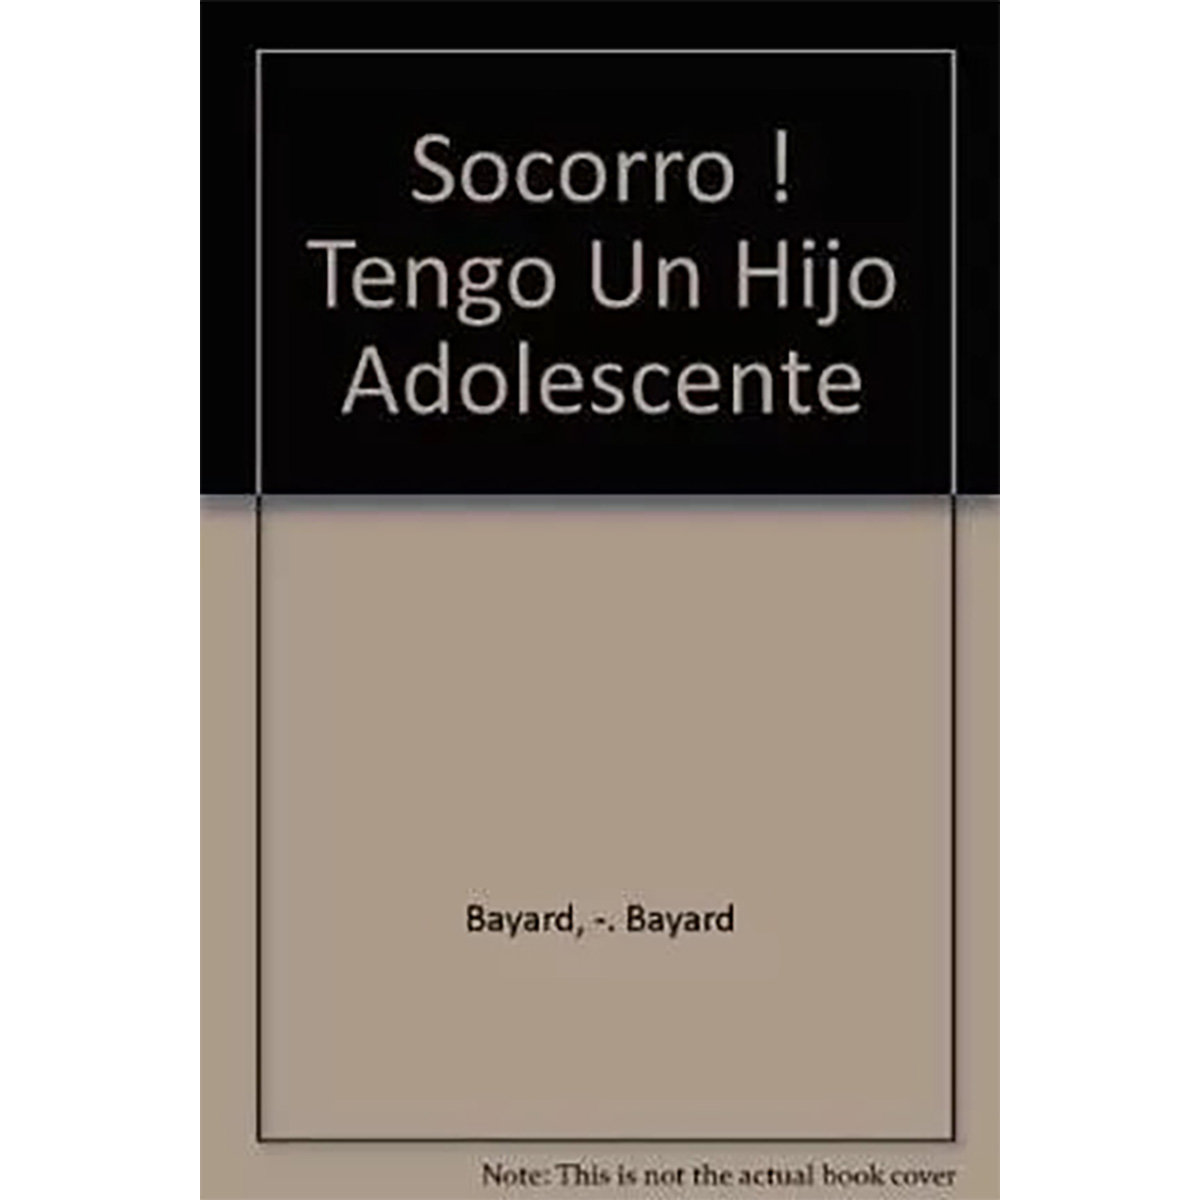 Socorro !
Tengo Un Hijo
Adolescente
Bayard, -. Bayard
Note: This is not the actual book cover